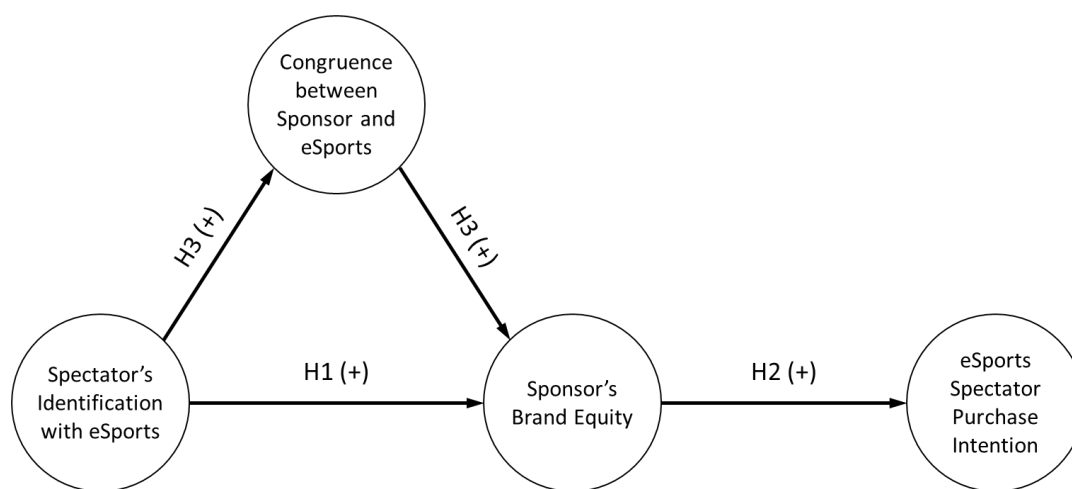 Congruence
between
Sponsor and
eSports
H3 (+)
H3 (+)
Spectator’s
Identification
with eSports
H1 (+)
Sponsor’s
Brand Equity
H2 (+)
eSports
Spectator
Purchase
Intention